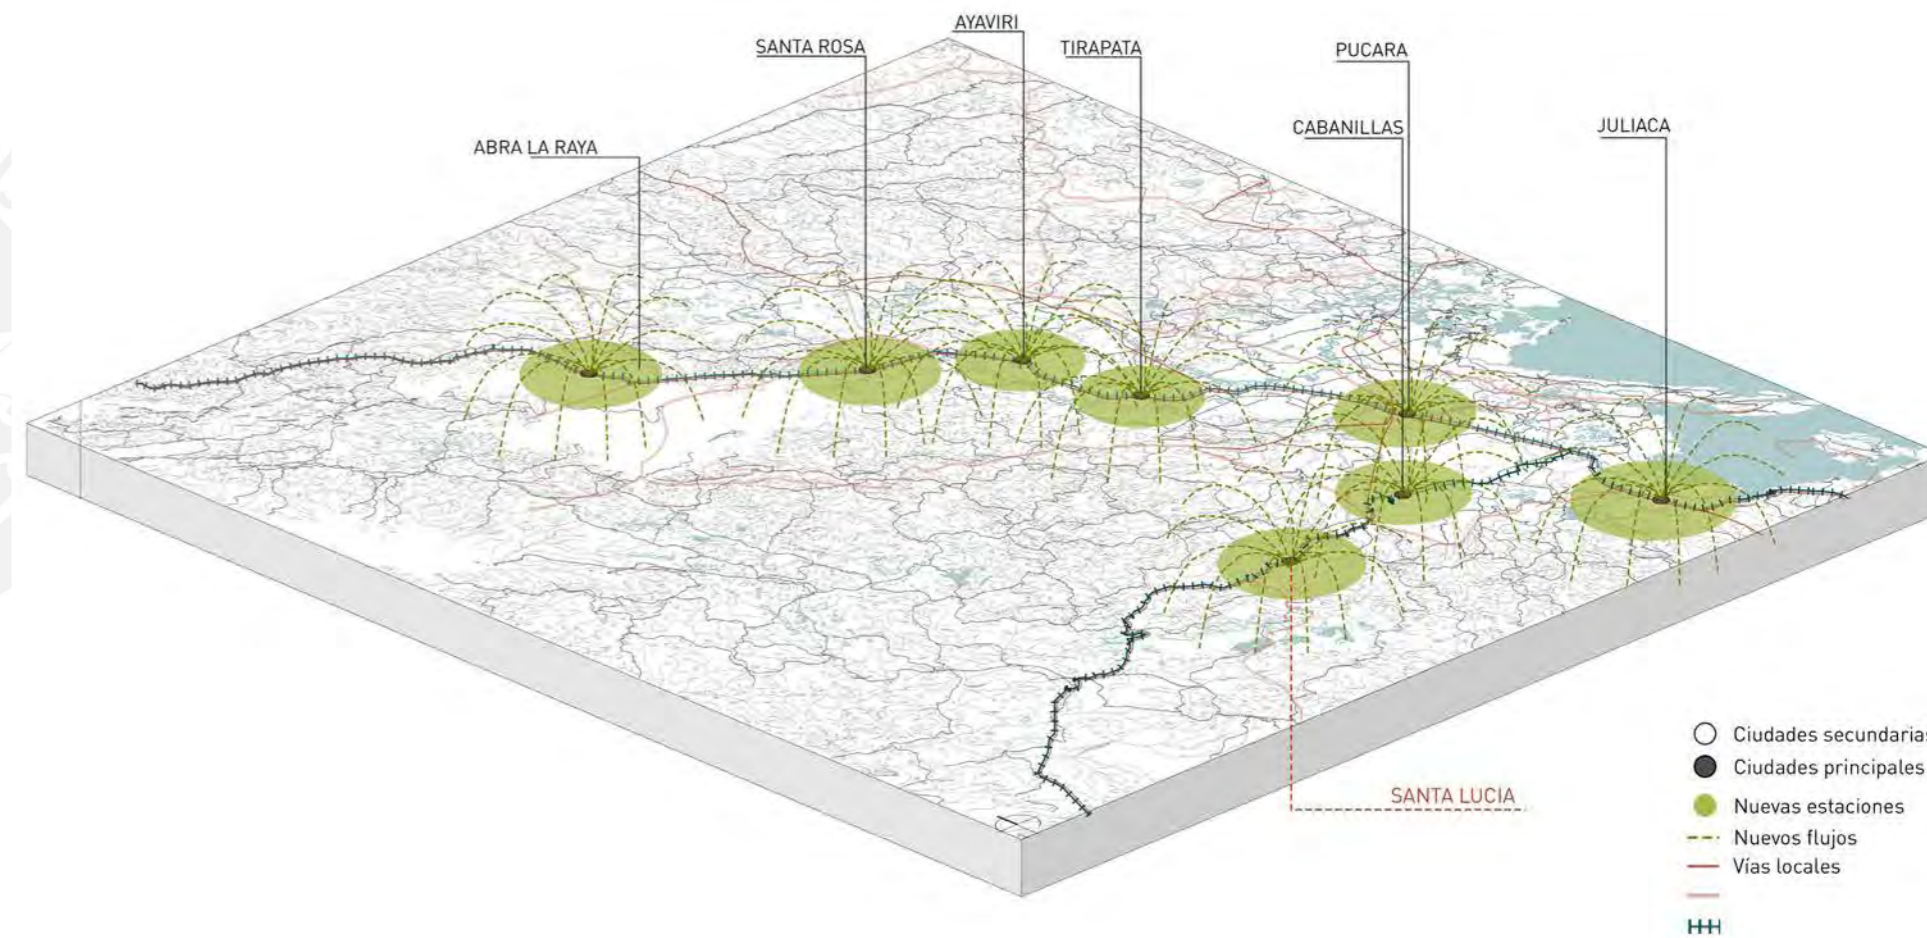 AYAVIRI
SANTA ROSA
TIRAPATA
PUCARA
CABANILLAS
JULIACA
ABRA LA RAYA
SANTA LUCIA
Ciudades secundarias
Ciudades principales
Nuevas estaciones
Nuevos flujos
Vías locales